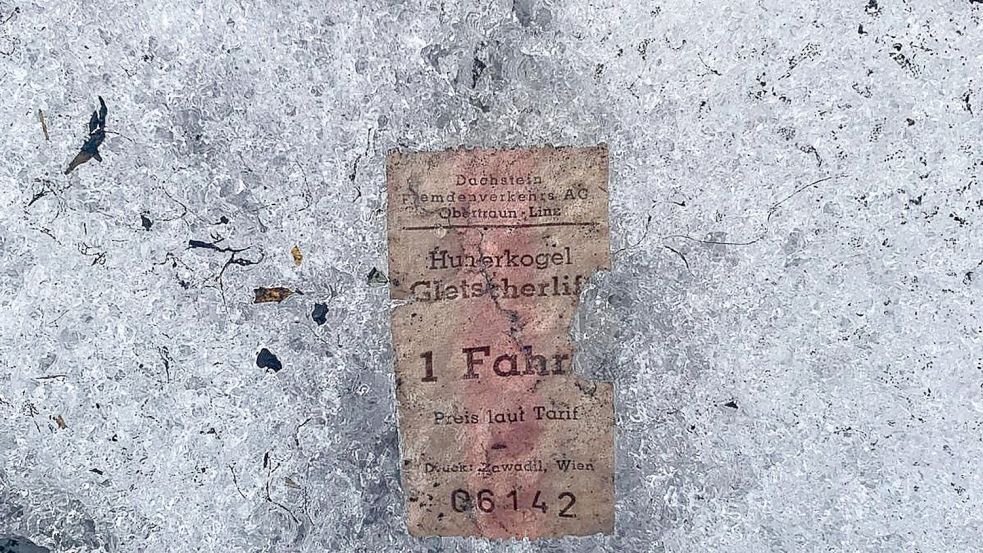 Dachstein
Fremdenverkehrs AG
Obertraun - Linz
Hunerkogel
Gletscherlif
1 Fahr
Preis laut Tarif
Druck: Zawadil, Wien
06142